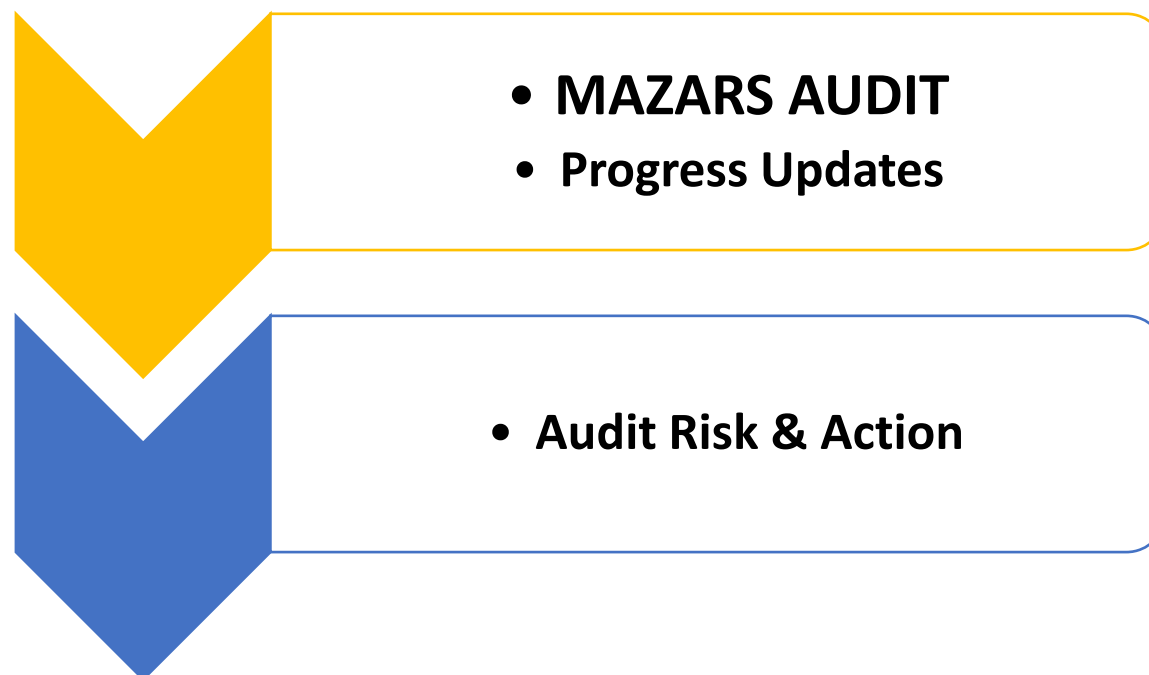 • MAZARS AUDIT
• Progress Updates
• Audit Risk & Action